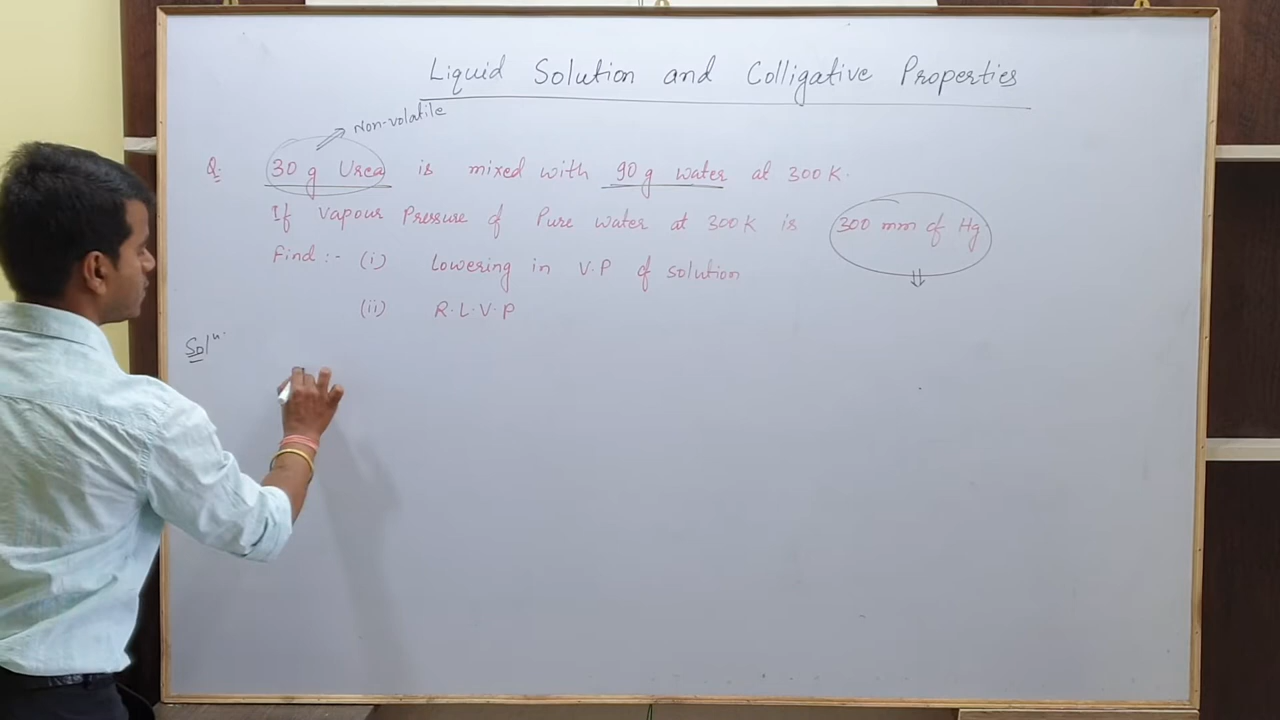 Liquid Solution and Colligative Properties
Non-volatile
Q. 30 g Urea is mixed with 90 g water at 300 K.
If Vapour Pressure of Pure water at 300 K is 300 mm of Hg
Find :- (i) Lowering in V.P of solution
(ii) R.L.V.P
Solⁿ.